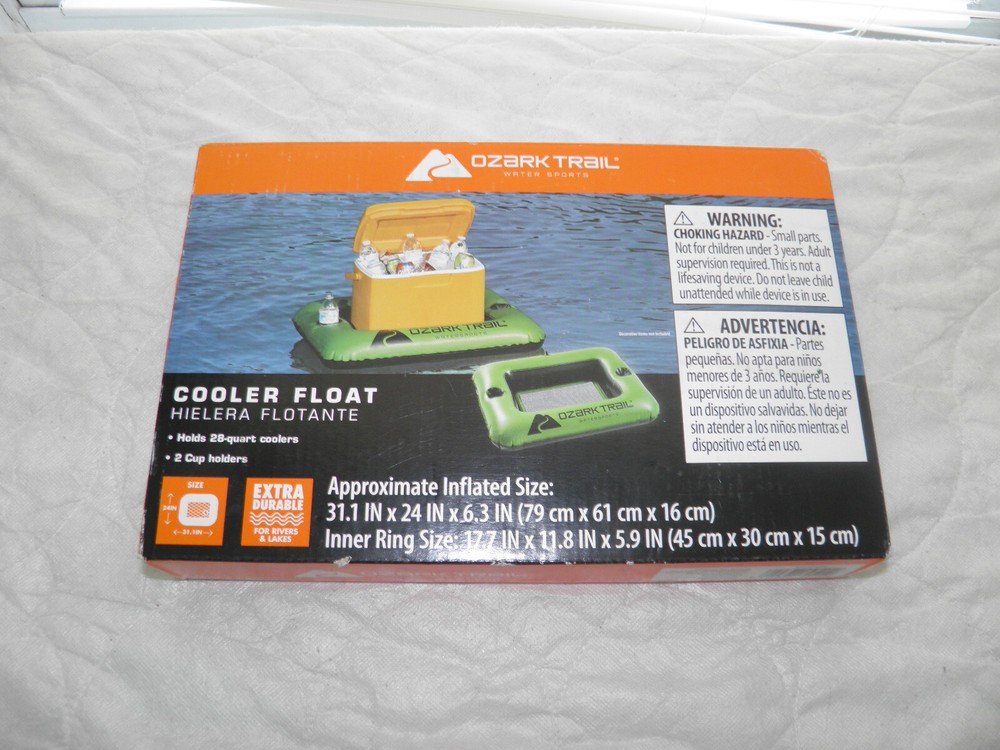 OZARK TRAIL®
WATER SPORTS
OZARK TRAIL
WATERSPORTS
OZARK TRAIL
WATERSPORTS
COOLER FLOAT
HIELERA FLOTANTE
• Holds 28-quart coolers
• 2 Cup holders
SIZE
24IN
31.1IN
EXTRA
DURABLE
FOR RIVERS
& LAKES
Approximate Inflated Size:
31.1 IN x 24 IN x 6.3 IN (79 cm x 61 cm x 16 cm)
Inner Ring Size: 17.7 IN x 11.8 IN x 5.9 IN (45 cm x 30 cm x 15 cm)
⚠ WARNING:
CHOKING HAZARD - Small parts.
Not for children under 3 years. Adult
supervision required. This is not a
lifesaving device. Do not leave child
unattended while device is in use.
⚠ ADVERTENCIA:
PELIGRO DE ASFIXIA - Partes
pequeñas. No apta para niños
menores de 3 años. Requiere la
supervisión de un adulto. Éste no es
un dispositivo salvavidas. No dejar
sin atender a los niños mientras el
dispositivo está en uso.
OZARK TRAIL